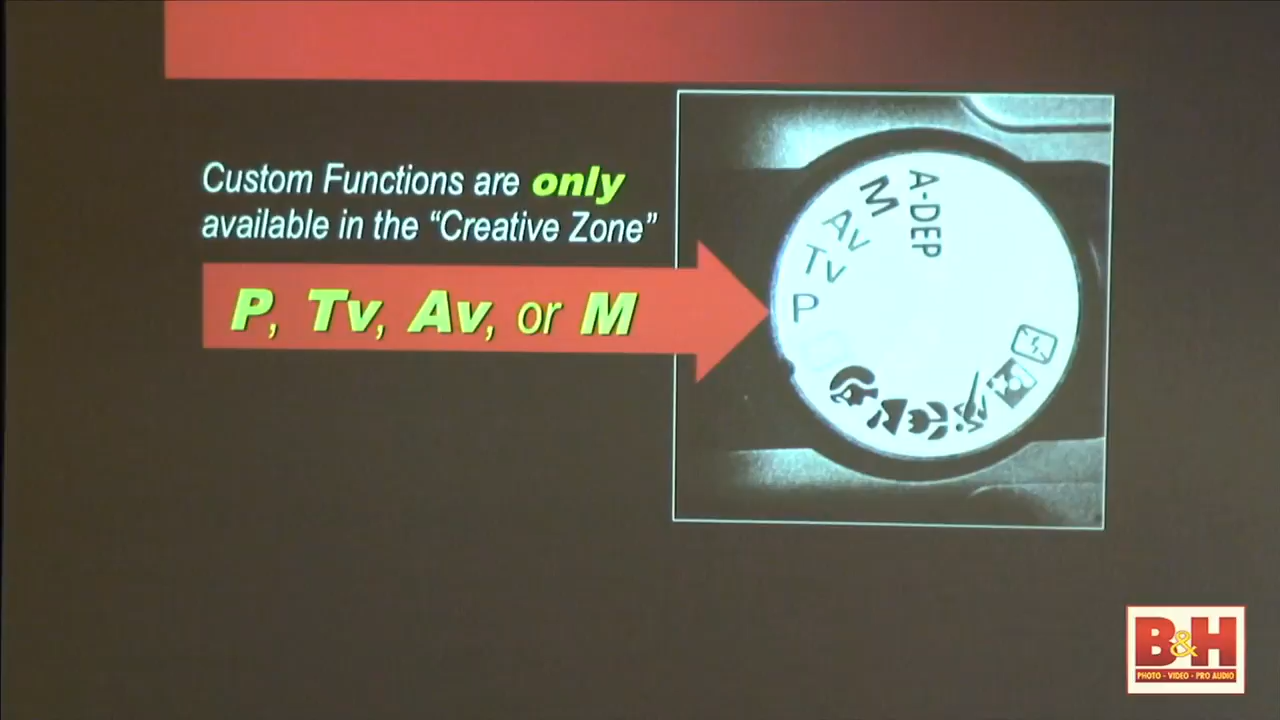 Custom Functions are only
available in the “Creative Zone”
P, Tv, Av, or M
A-DEP
M
Av
Tv
P
B&H
PHOTO - VIDEO - PRO AUDIO